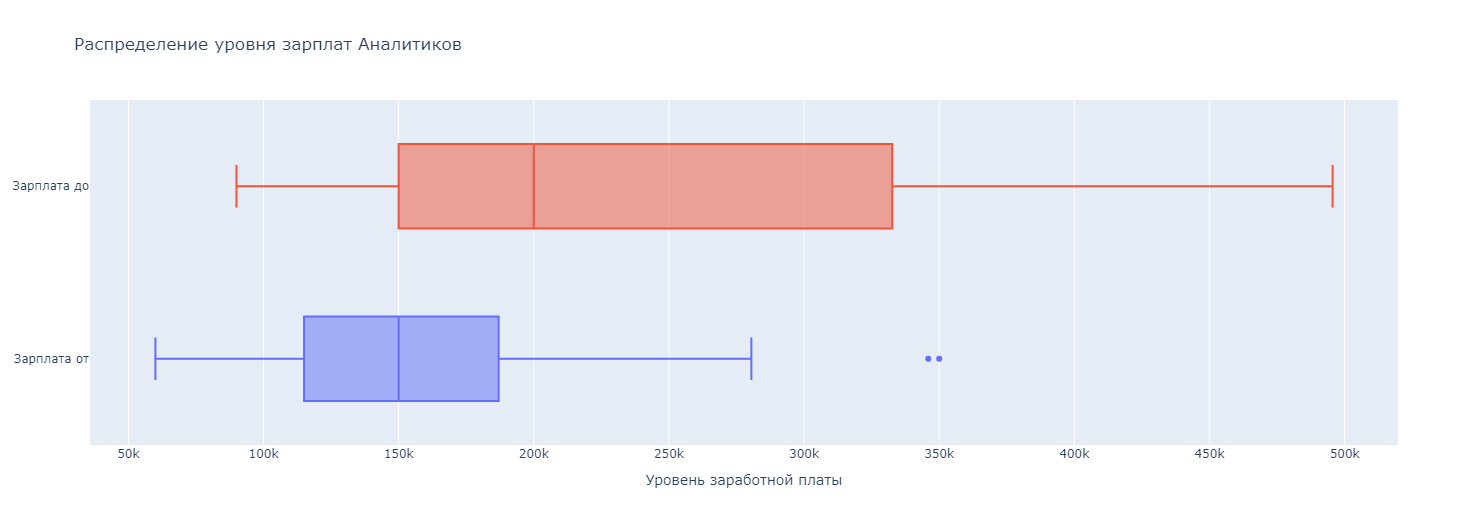 Распределение уровня зарплат Аналитиков
Зарплата до
Зарплата от
50k 100k 150k 200k 250k 300k 350k 400k 450k 500k
Уровень заработной платы